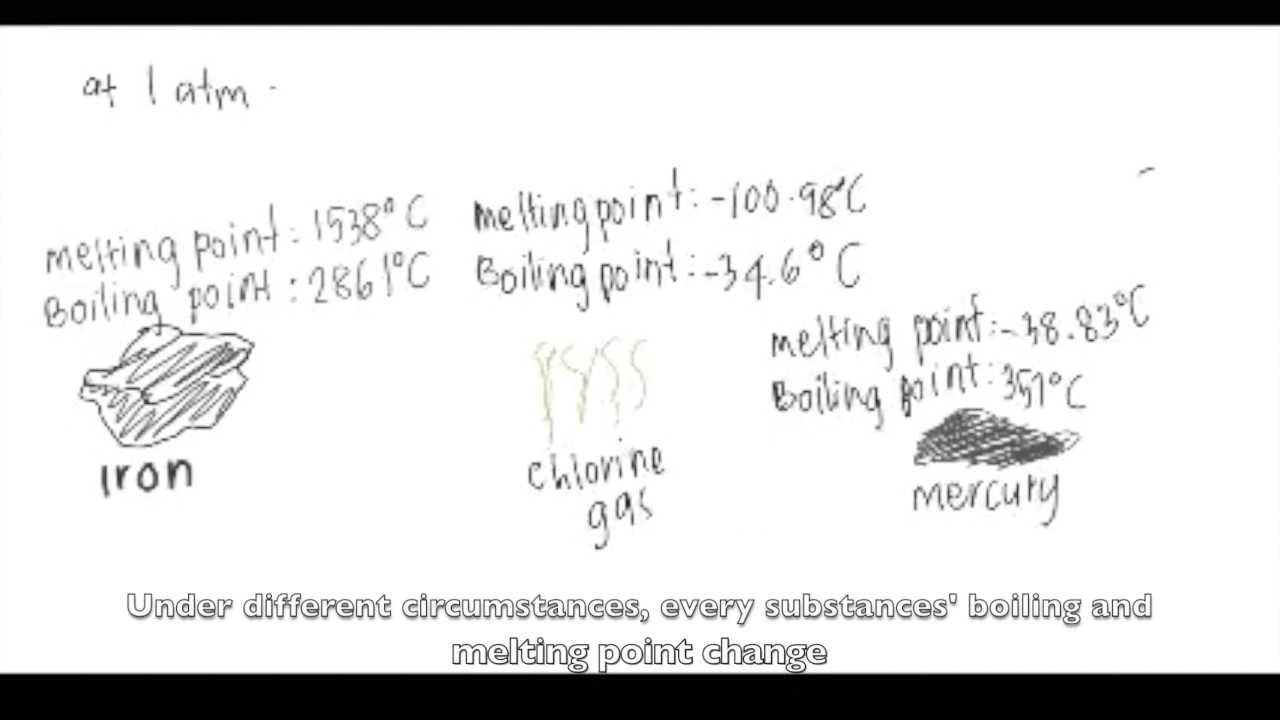 at 1 atm.
melting point: 1538°C
Boiling point: 2861°C
Iron
melting point: -100.98°C
Boiling point: -34.6°C
chlorine
gas
melting point: -38.83°C
Boiling point: 357°C
mercury
Under different circumstances, every substances' boiling and
melting point change